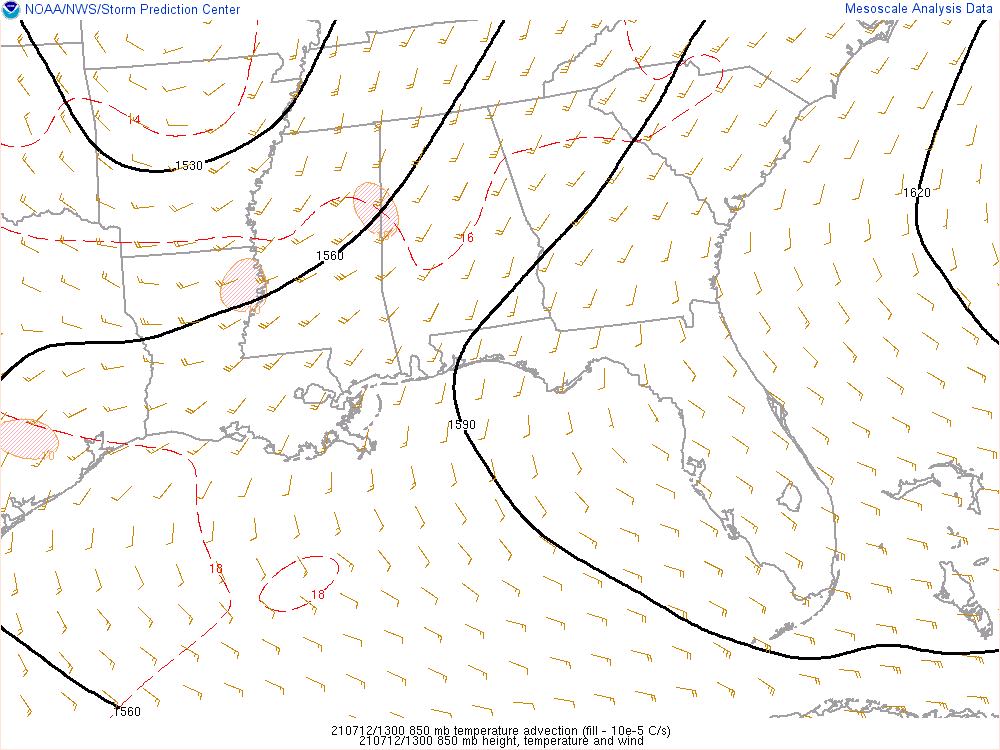 NOAA/NWS/Storm Prediction Center
Mesoscale Analysis Data
14
1530
1620
16
1560
1590
18
18
1560
210712/1300 850 mb temperature advection (fill - 10e-5 C/s)
210712/1300 850 mb height, temperature and wind